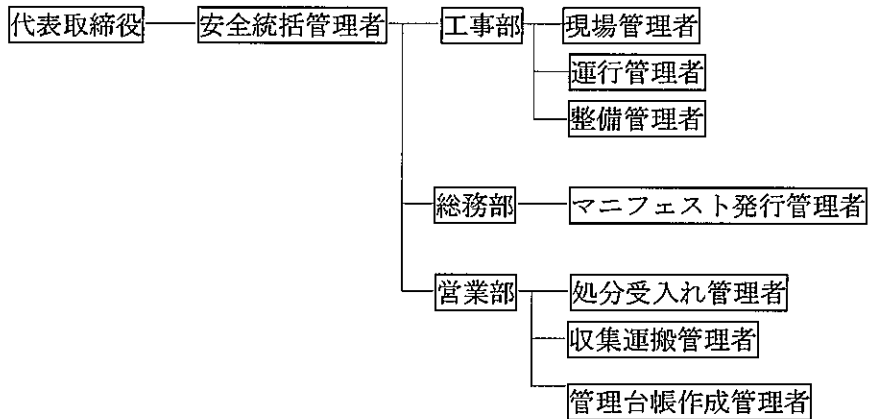 代表取締役 安全統括管理者 工事部 現場管理者
運行管理者
整備管理者
総務部 マニフェスト発行管理者
営業部 処分受入れ管理者
収集運搬管理者
管理台帳作成管理者